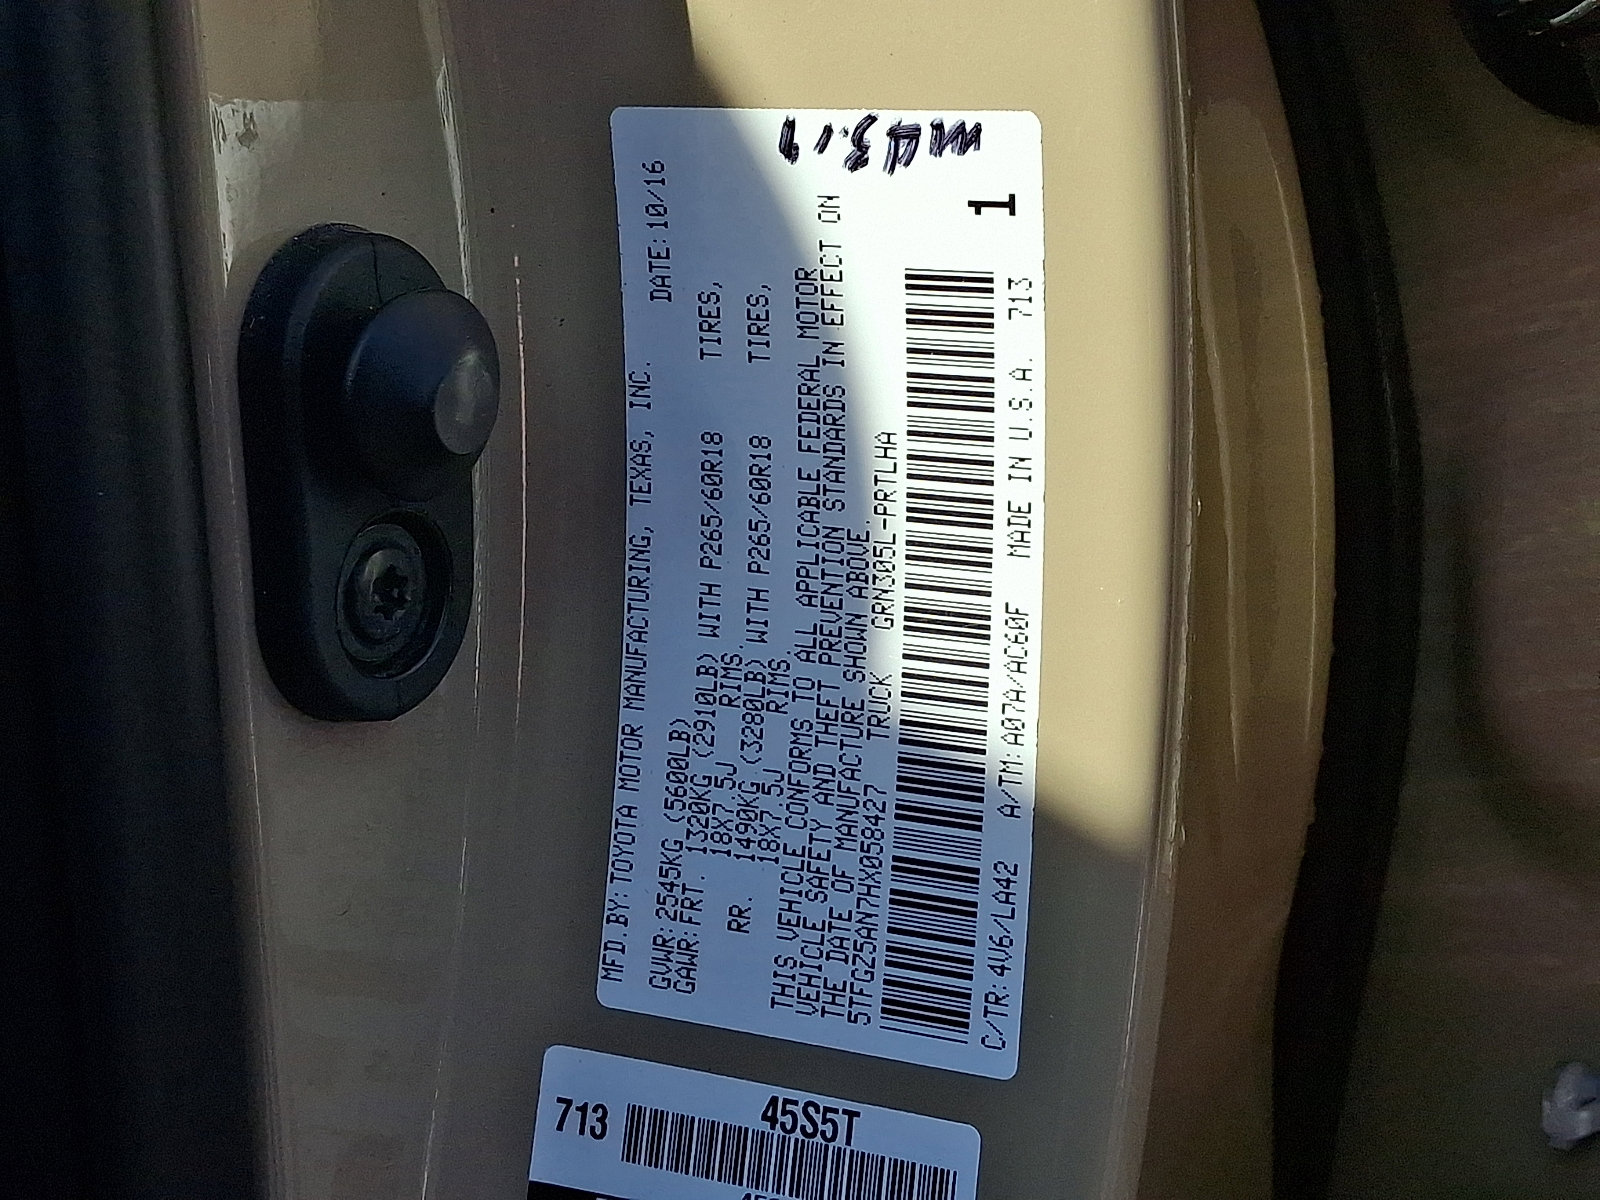 MFD.BY:TOYOTA MOTOR MANUFACTURING, TEXAS, INC. DATE:10/16
GVWR:2545KG (5600LB)
GAWR:FRT. 1320KG (2910LB) WITH P265/60R18 TIRES,
18X7.5J RIMS,
RR. 1490KG (3280LB) WITH P265/60R18 TIRES,
18X7.5J RIMS
THIS VEHICLE CONFORMS TO ALL APPLICABLE FEDERAL MOTOR
VEHICLE SAFETY AND THEFT PREVENTION STANDARDS IN EFFECT ON
THE DATE OF MANUFACTURE SHOWN ABOVE.
5TFGZ5AN7HX058427 TRUCK GRN305L-PRTLHA
1
C/TR:4V6/LA42 A/TM:A07A/AC60F MADE IN U.S.A. 713
713
45S5T